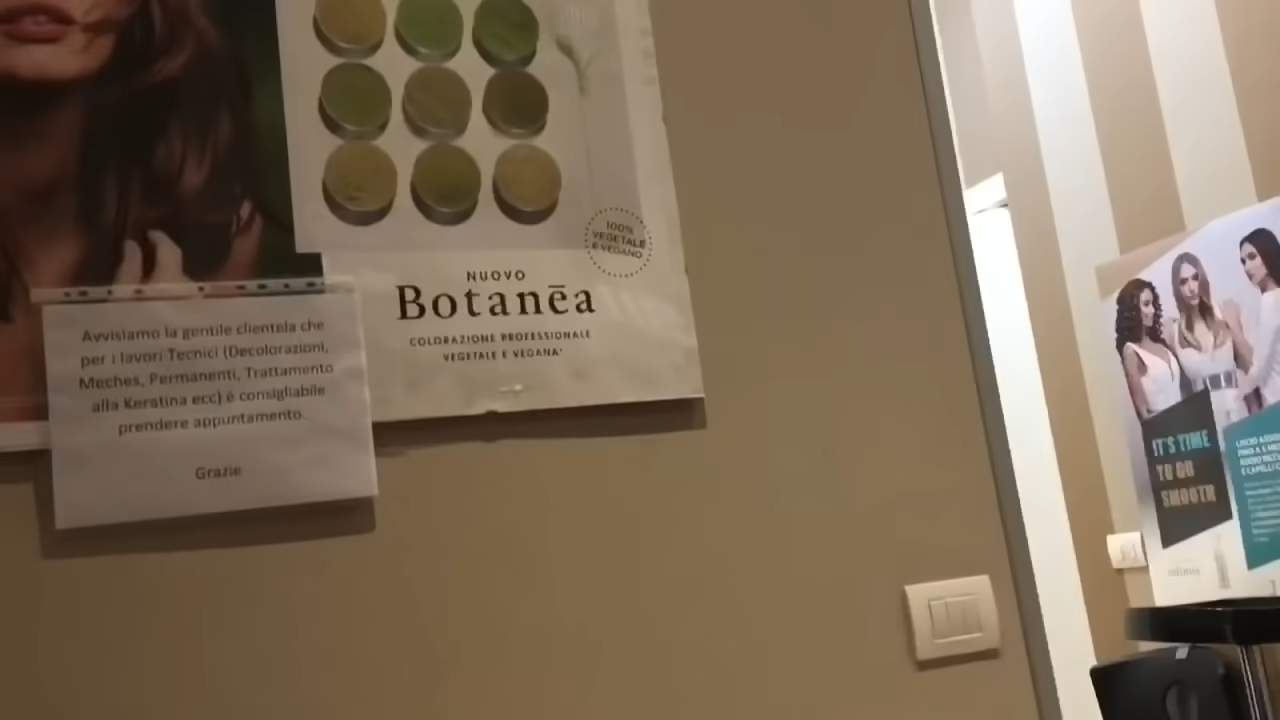 100%
VEGETALE
E VEGANO
NUOVO
Botanēa
COLORAZIONE PROFESSIONALE
VEGETALE E VEGANA*
Avvisiamo la gentile clientela che
per i lavori Tecnici (Decolorazioni,
Meches, Permanenti, Trattamento
alla Keratina ecc) è consigliabile
prendere appuntamento.
Grazie
IT'S TIME
TO GO
SMOOTH
E CAPELLI